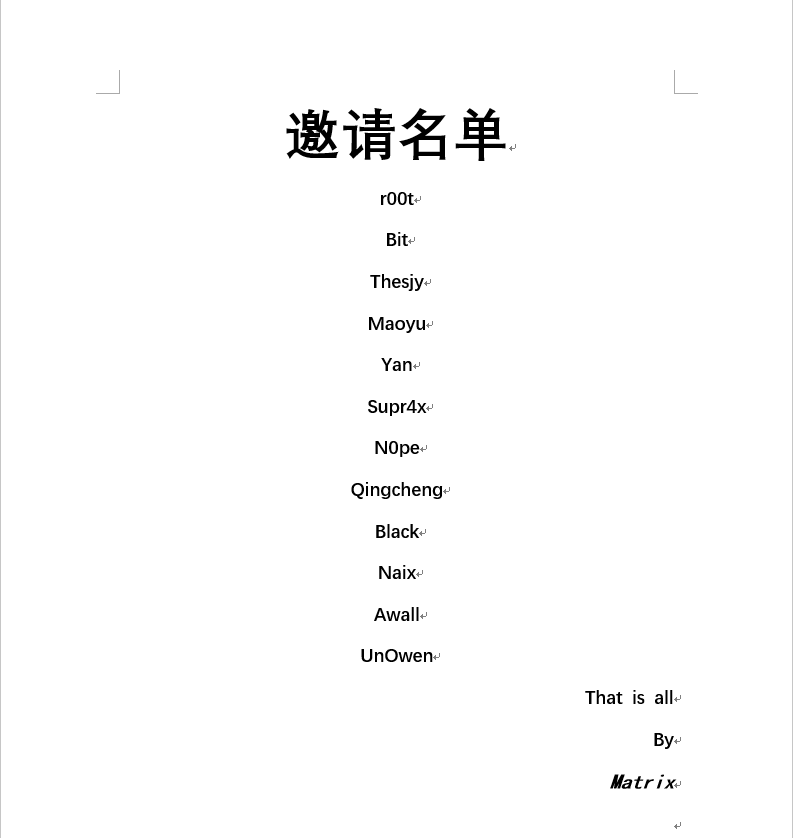 邀请名单
r00t
Bit
Thesjy
Maoyu
Yan
Supr4x
N0pe
Qingcheng
Black
Naix
Awall
UnOwen
That is all
By
Matrix